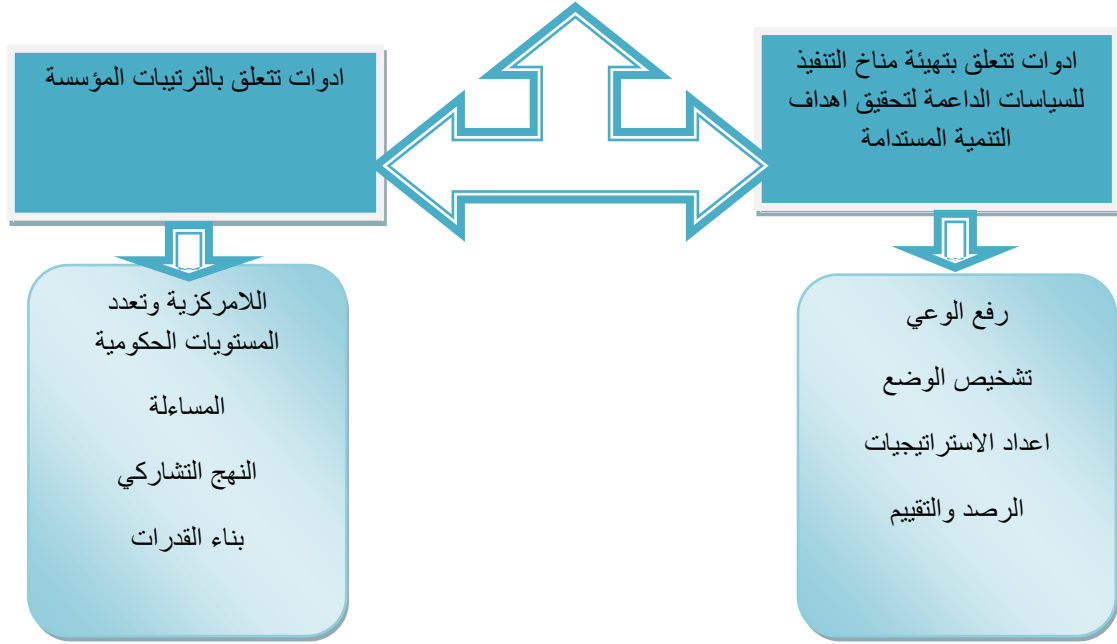 ادوات تتعلق بتهيئة مناخ التنفيذ
للسياسات الداعمة لتحقيق اهداف
التنمية المستدامة
ادوات تتعلق بالترتيبات المؤسسة
رفع الوعي
تشخيص الوضع
اعداد الاستراتيجيات
الرصد والتقييم
اللامركزية وتعدد
المستويات الحكومية
المساءلة
النهج التشاركي
بناء القدرات